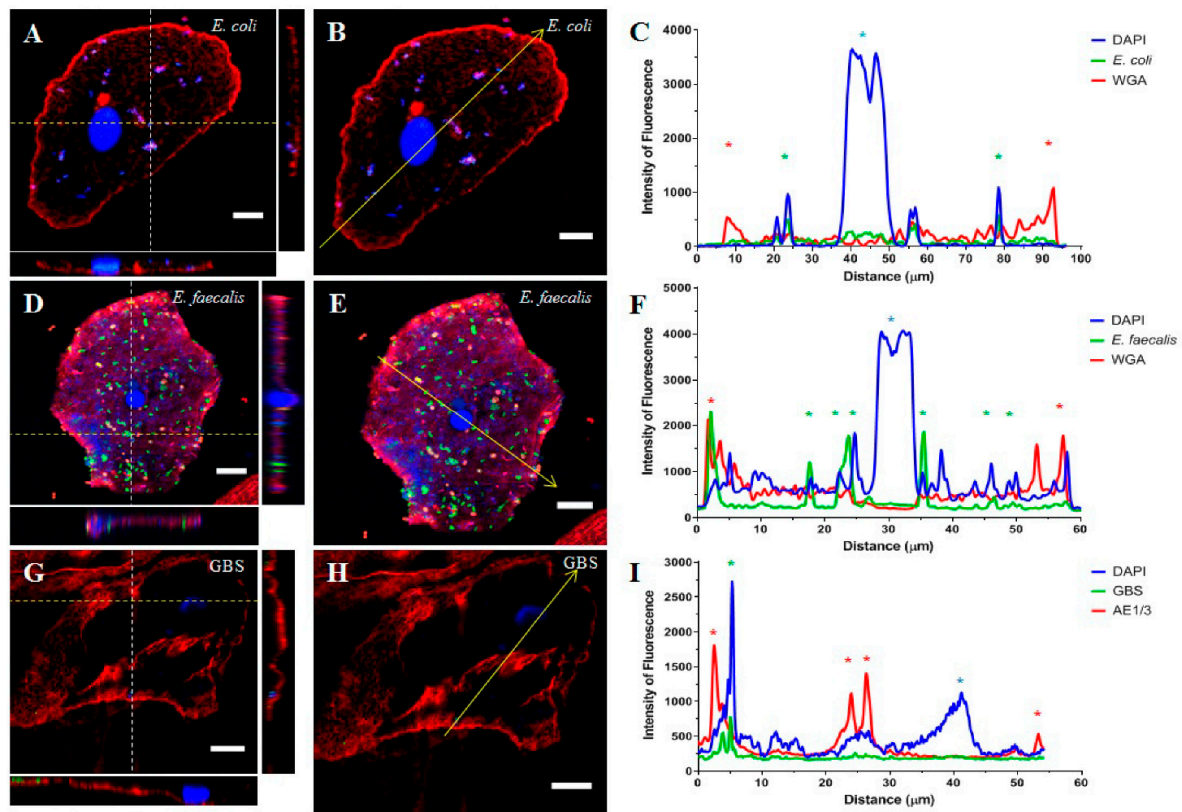 A
E. coli
B
E. coli
C
Intensity of Fluorescence
4000
3000
2000
1000
0
0 10 20 30 40 50 60 70 80 90 100
Distance (μm)
DAPI
E. coli
WGA
* * * * *
D
E. faecalis
E
E. faecalis
F
Intensity of Fluorescence
5000
4000
3000
2000
1000
0
0 10 20 30 40 50 60
Distance (μm)
DAPI
E. faecalis
WGA
* * * * * * * * *
G
GBS
H
GBS
I
Intensity of Fluorescence
3000
2500
2000
1500
1000
500
0
0 10 20 30 40 50 60
Distance (μm)
DAPI
GBS
AE1/3
* * * * * *